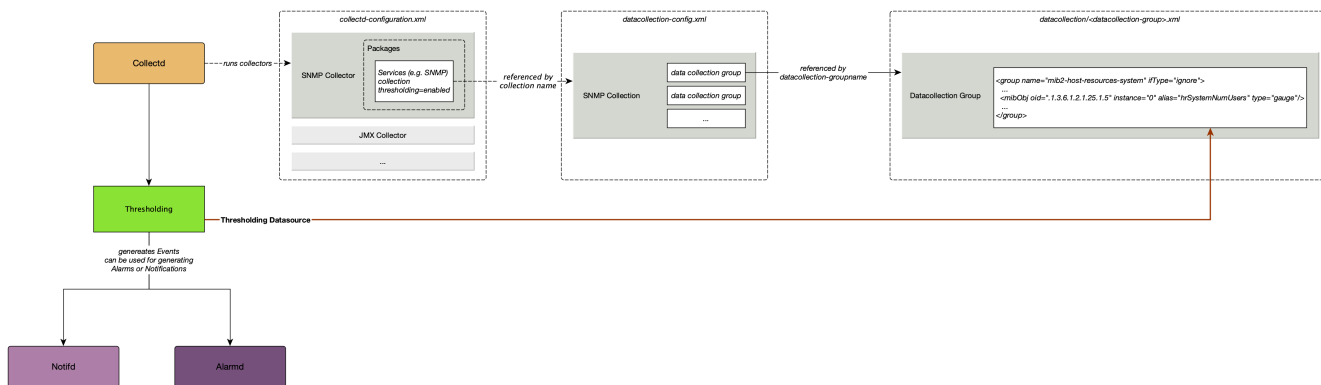 collectd-configuration.xml
datacollection-config.xml
datacollection/<datacollection-group>.xml
Collectd
runs collectors
SNMP Collector
Packages
Services (e.g. SNMP)
collection
thresholding=enabled
JMX Collector
...
referenced by
collection name
SNMP Collection
data collection group
data collection group
...
referenced by
datacollection-groupname
Datacollection Group
<group name="mib2-host-resources-system" ifType="ignore">
...
<mibObj oid=".1.3.6.1.2.1.25.1.5" instance="0" alias="hrSystemNumUsers" type="gauge"/>
...
</group>
Thresholding
Thresholding Datasource
genereates Events
can be used for generating
Alarms or Notifications
Notifd
Alarmd